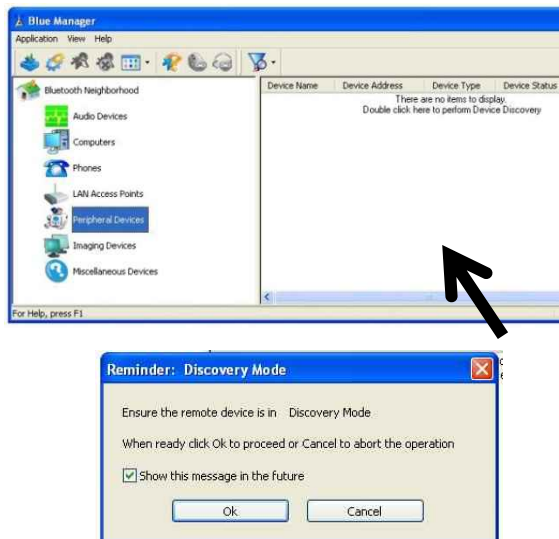 Blue Manager
Application View Help
Bluetooth Neighborhood
Audio Devices
Computers
Phones
LAN Access Points
Peripheral Devices
Imaging Devices
Miscellaneous Devices
Device Name Device Address Device Type Device Status
There are no items to display.
Double click here to perform Device Discovery
For Help, press F1
Reminder: Discovery Mode
Ensure the remote device is in Discovery Mode
When ready click Ok to proceed or Cancel to abort the operation
Show this message in the future
Ok Cancel